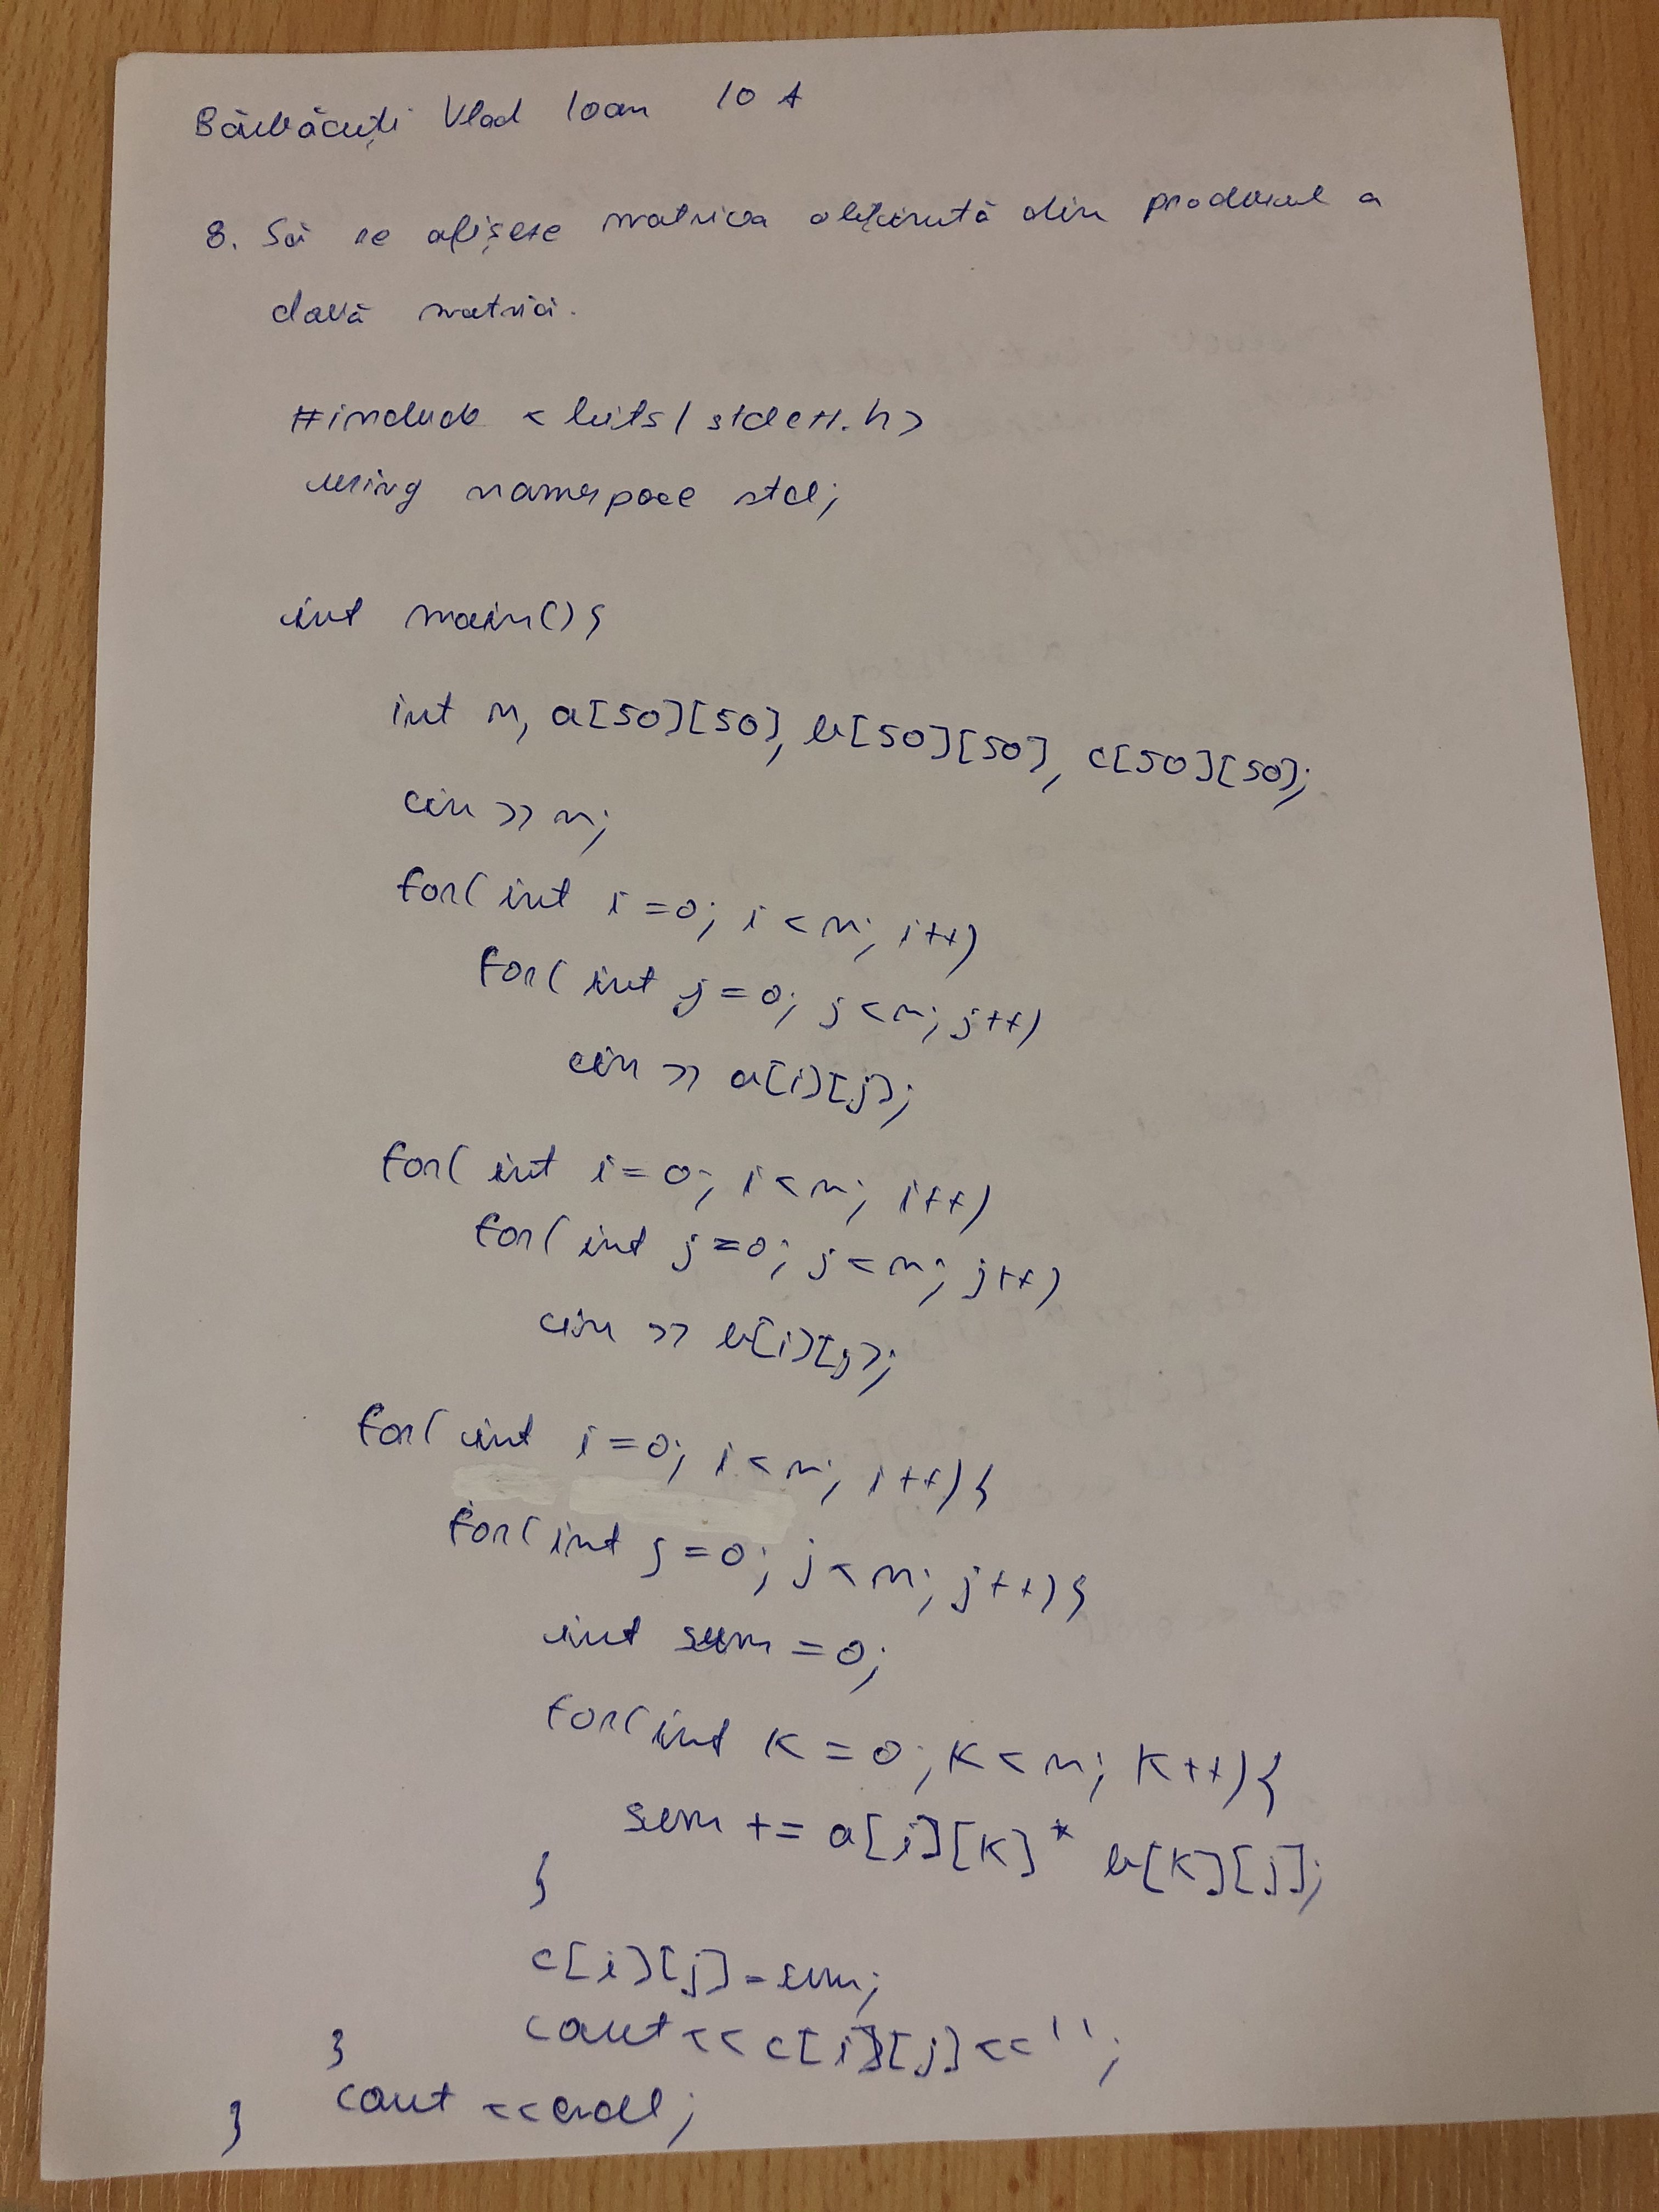 Bărbăcuți Vlad Ioan 10 A
8. Să se afișeze matricea obținută din produsul a
două matrici.
#include <bits/stdc++.h>
using namespace std;
int main(){
int n, a[50][50], b[50][50], c[50][50];
cin >> n;
for( int i=0; i<n; i++)
for( int j=0; j<n; j++)
cin >> a[i][j];
for( int i=0; i<n; i++)
for( int j=0; j<n; j++)
cin >> b[i][j];
for( int i=0; i<n; i++){
for(int j=0; j<n; j++){
int sum=0;
for(int k=0; k<n; k++){
sum += a[i][k]* b[k][j];
}
c[i][j]=sum;
cout<<c[i][j]<<' ';
}
cout <<endl;
}